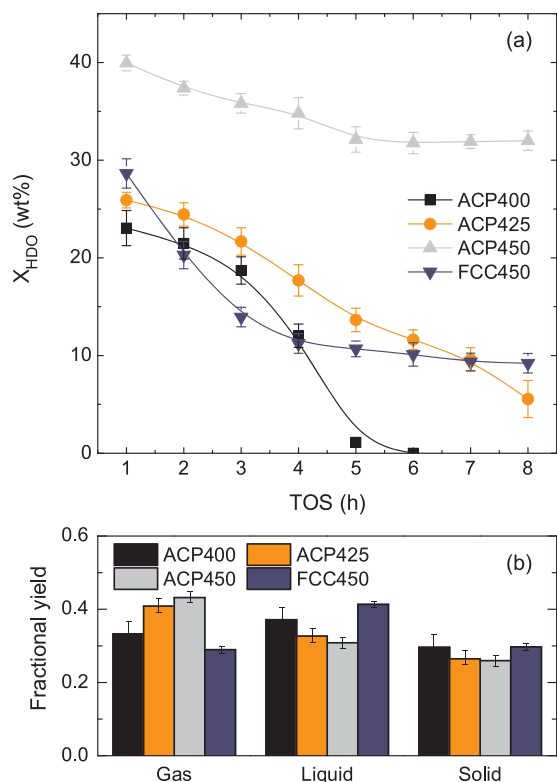 40
30
20
10
0
X_HDO (wt%)
(a)
ACP400
ACP425
ACP450
FCC450
1 2 3 4 5 6 7 8
TOS (h)
0.6
0.4
0.2
0.0
Fractional yield
(b)
ACP400 ACP425
ACP450 FCC450
Gas Liquid Solid